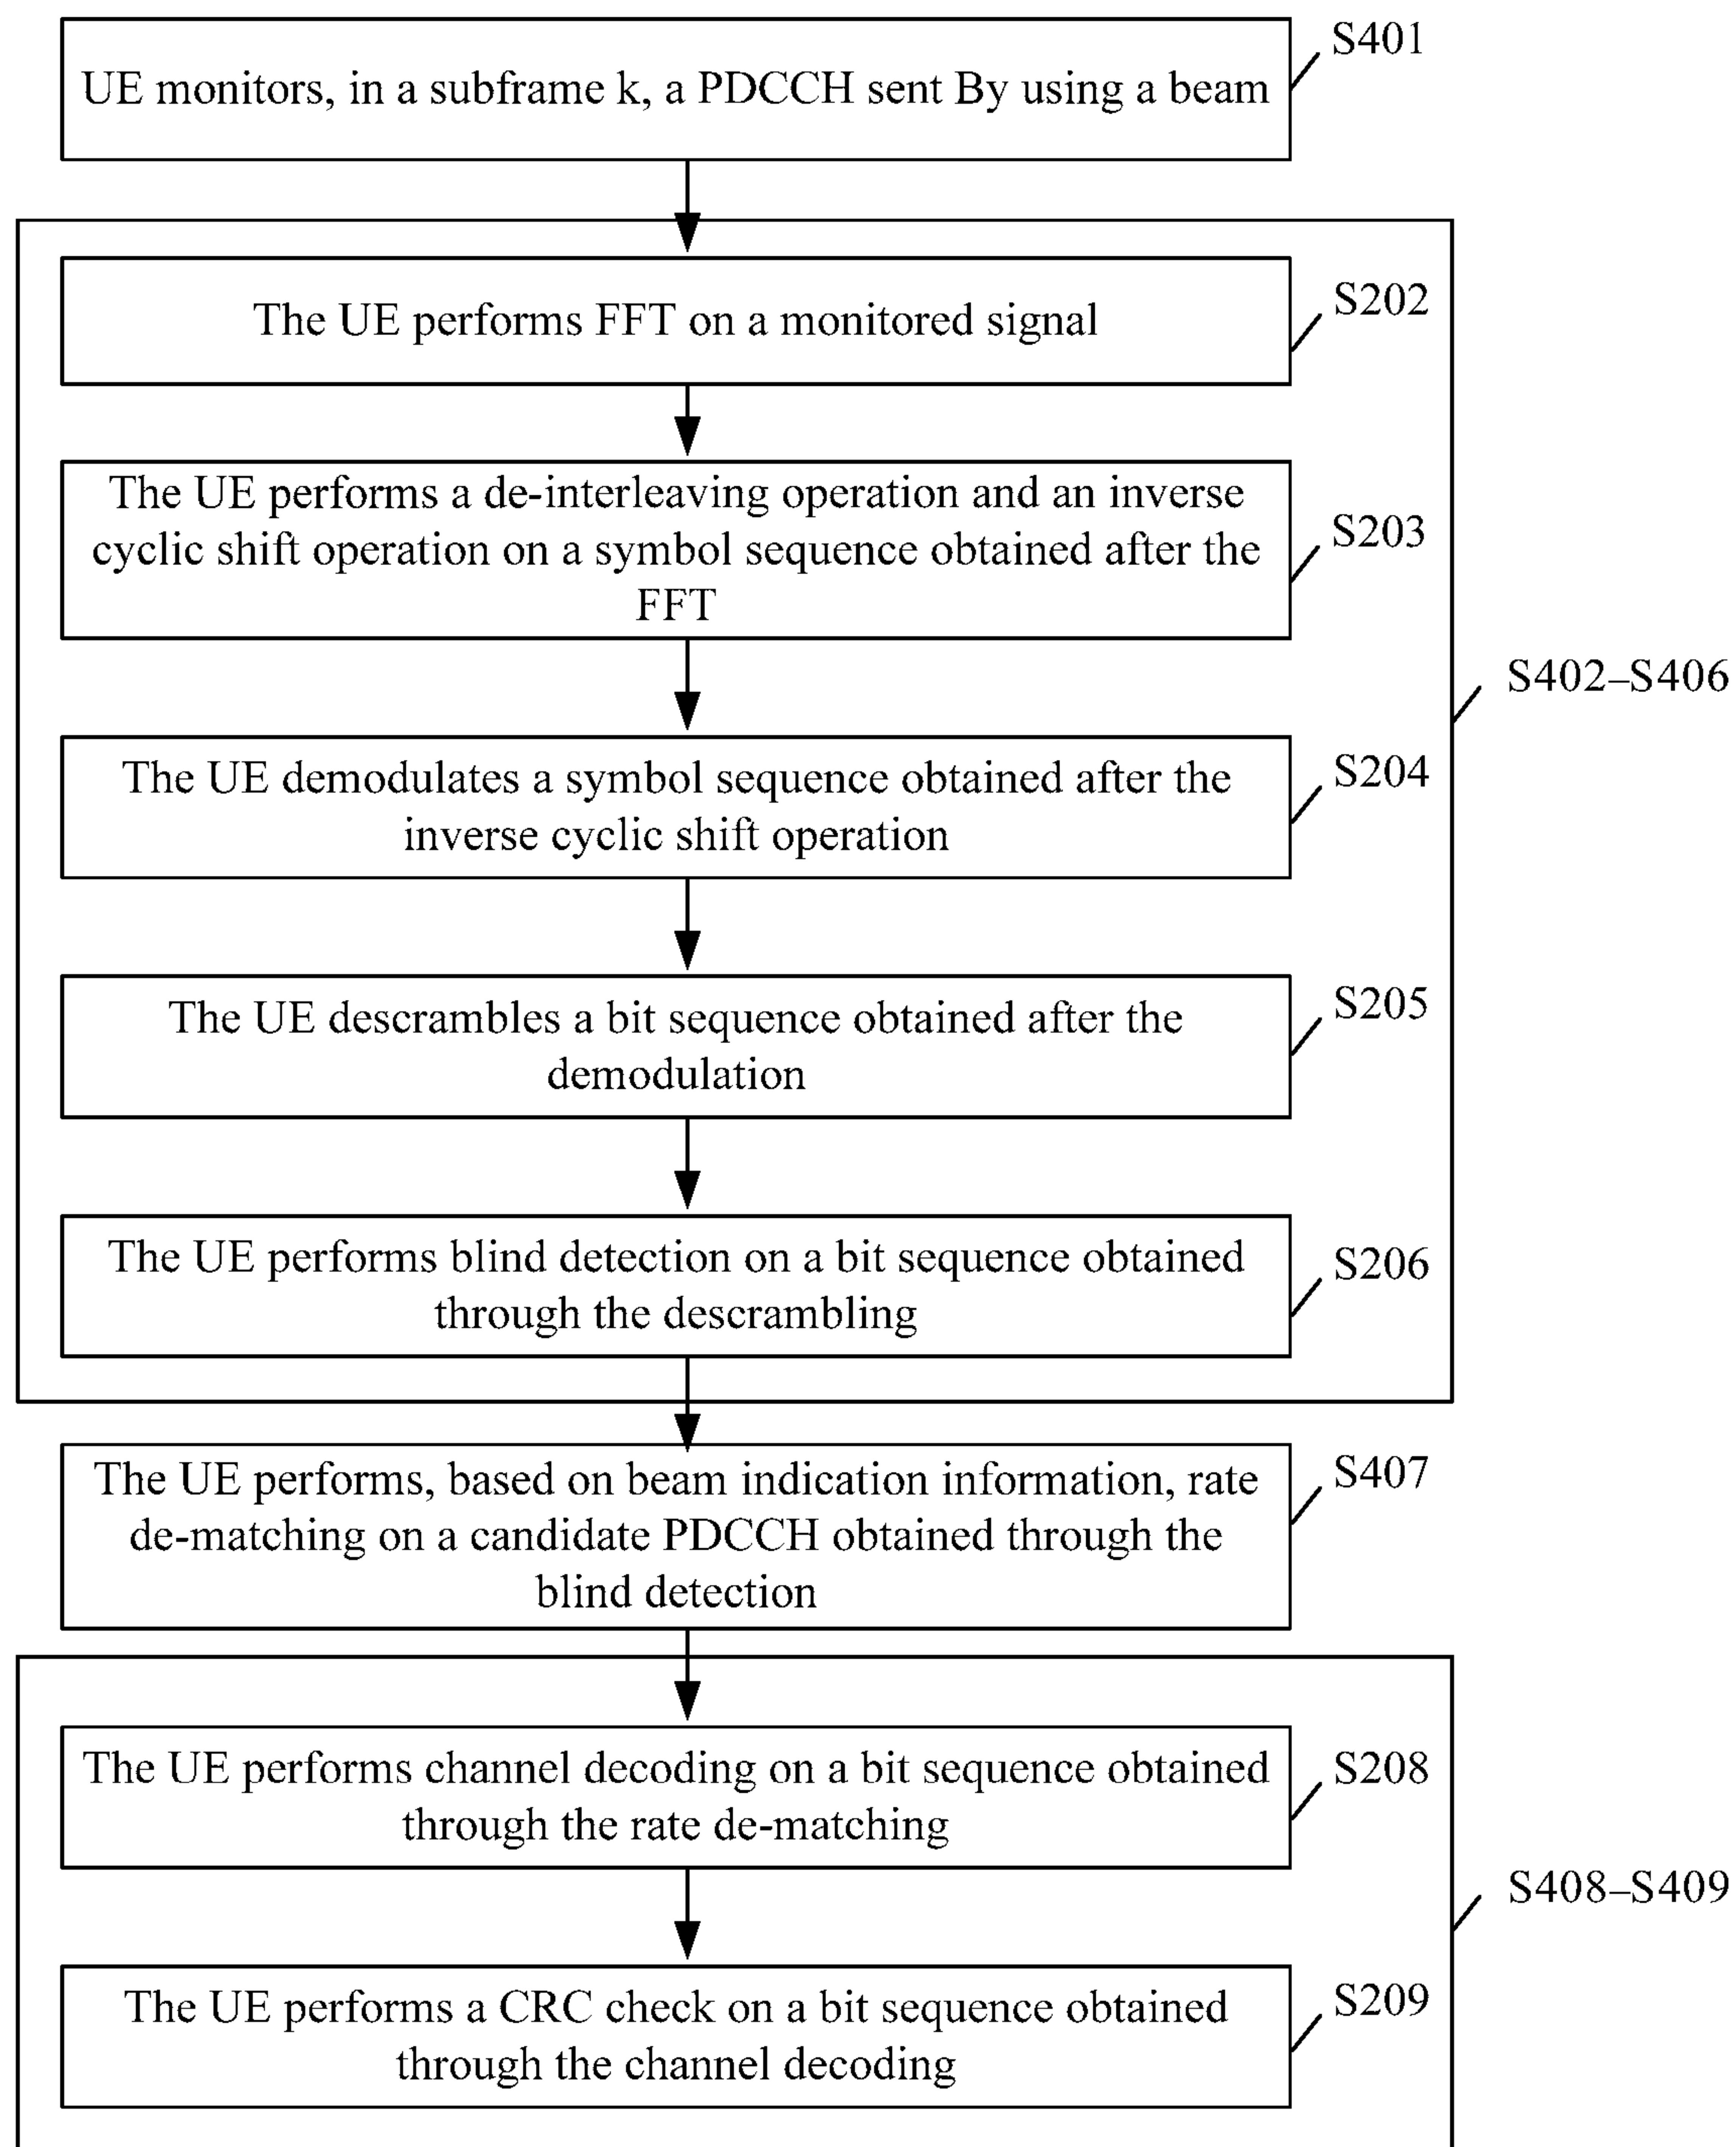 S401
UE monitors, in a subframe k, a PDCCH sent By using a beam
The UE performs FFT on a monitored signal
S202
The UE performs a de-interleaving operation and an inverse
cyclic shift operation on a symbol sequence obtained after the
FFT
S203
S402–S406
The UE demodulates a symbol sequence obtained after the
inverse cyclic shift operation
S204
The UE descrambles a bit sequence obtained after the
demodulation
S205
The UE performs blind detection on a bit sequence obtained
through the descrambling
S206
The UE performs, based on beam indication information, rate
de-matching on a candidate PDCCH obtained through the
blind detection
S407
The UE performs channel decoding on a bit sequence obtained
through the rate de-matching
S208
S408–S409
The UE performs a CRC check on a bit sequence obtained
through the channel decoding
S209